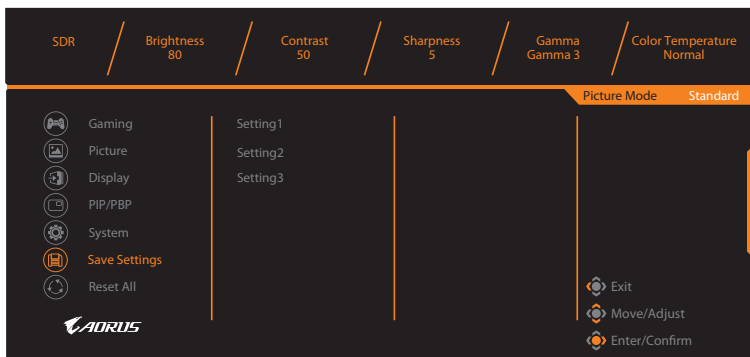 SDR
Brightness
80
Contrast
50
Sharpness
5
Gamma
Gamma 3
Color Temperature
Normal
Picture Mode Standard
Gaming
Picture
Display
PIP/PBP
System
Save Settings
Reset All
Setting1
Setting2
Setting3
Exit
Move/Adjust
Enter/Confirm
AORUS